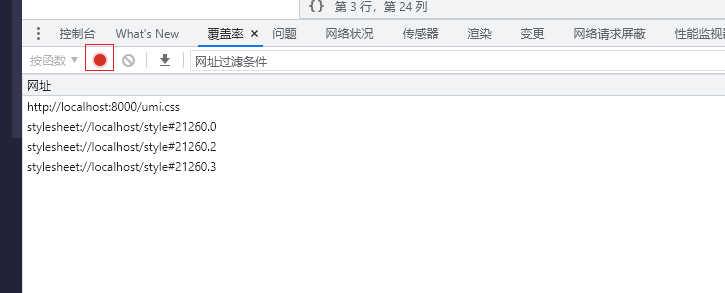 {} 第 3 行，第 24 列
控制台 What's New 覆盖率 × 问题 网络状况 传感器 渲染 变更 网络请求屏蔽 性能监视器
按函数 ▼ 网址过滤条件
网址
http://localhost:8000/umi.css
stylesheet://localhost/style#21260.0
stylesheet://localhost/style#21260.2
stylesheet://localhost/style#21260.3